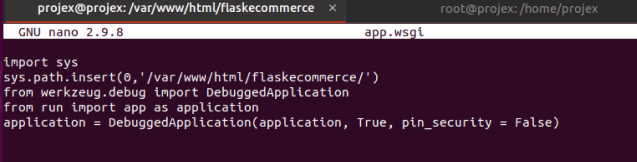 projex@projex: /var/www/html/flaskecommerce × root@projex: /home/projex
GNU nano 2.9.8 app.wsgi
import sys
sys.path.insert(0,'/var/www/html/flaskecommerce/')
from werkzeug.debug import DebuggedApplication
from run import app as application
application = DebuggedApplication(application, True, pin_security = False)